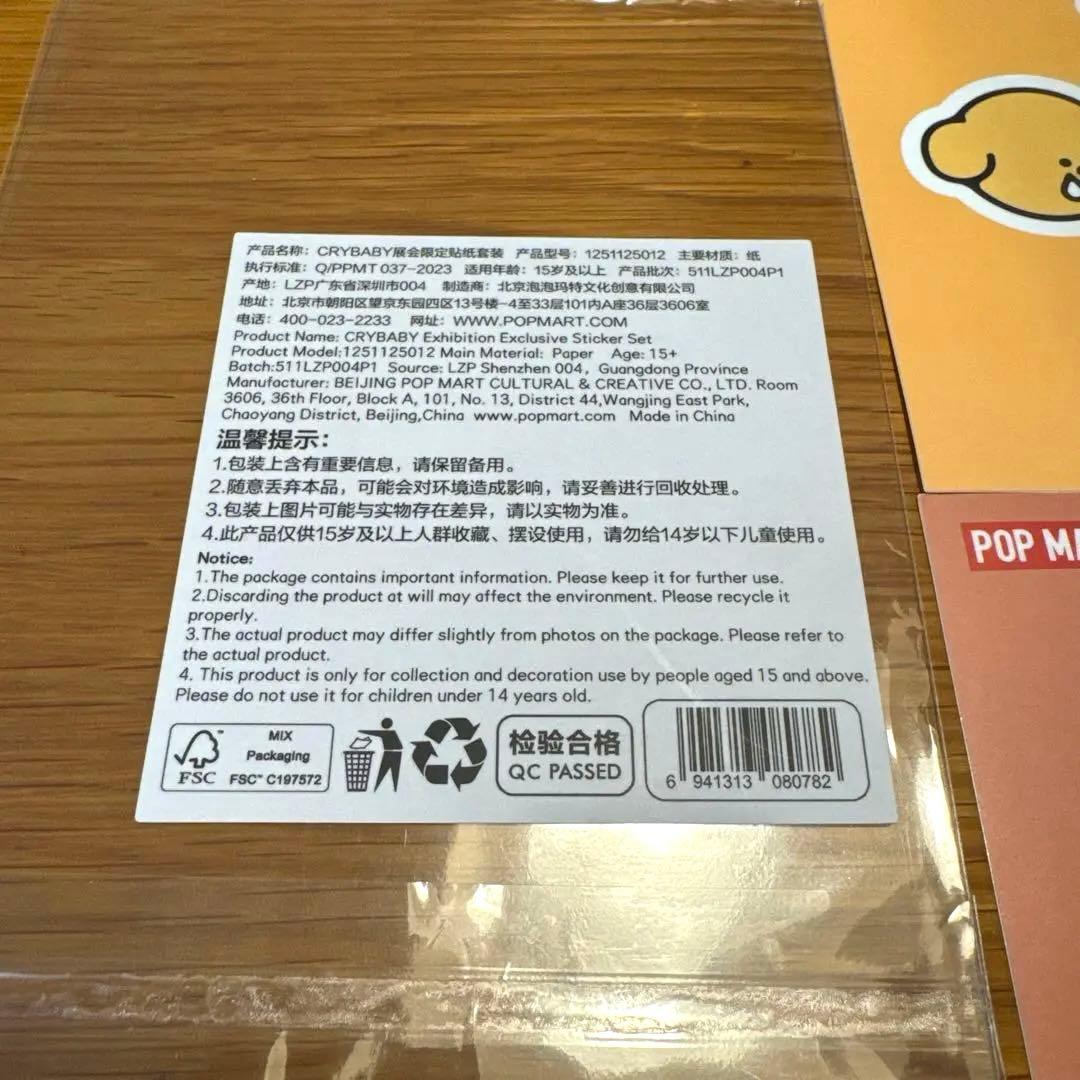 产品名称：CRYBABY展会限定贴纸套装 产品型号：1251125012 主要材质：纸
执行标准：Q/PPMT 037-2023 适用年龄：15岁及以上 产品批次：511LZP004P1
产地：LZP广东省深圳市004 制造商：北京泡泡玛特文化创意有限公司
地址：北京市朝阳区望京东园四区13号楼-4至33层101内A座36层3606室
电话：400-023-2233 网址：WWW.POPMART.COM
Product Name: CRYBABY Exhibition Exclusive Sticker Set
Product Model:1251125012 Main Material: Paper Age: 15+
Batch:511LZP004P1 Source: LZP Shenzhen 004, Guangdong Province
Manufacturer: BEIJING POP MART CULTURAL & CREATIVE CO., LTD. Room
3606, 36th Floor, Block A, 101, No. 13, District 44,Wangjing East Park,
Chaoyang District, Beijing,China www.popmart.com Made in China
温馨提示：
1.包装上含有重要信息，请保留备用。
2.随意丢弃本品，可能会对环境造成影响，请妥善进行回收处理。
3.包装上图片可能与实物存在差异，请以实物为准。
4.此产品仅供15岁及以上人群收藏、摆设使用，请勿给14岁以下儿童使用。
Notice:
1.The package contains important information. Please keep it for further use.
2.Discarding the product at will may affect the environment. Please recycle it
properly.
3.The actual product may differ slightly from photos on the package. Please refer to
the actual product.
4. This product is only for collection and decoration use by people aged 15 and above.
Please do not use it for children under 14 years old.
FSC™
MIX
Packaging
FSC™ C197572
检验合格
QC PASSED
6 941313 080782
POP MA